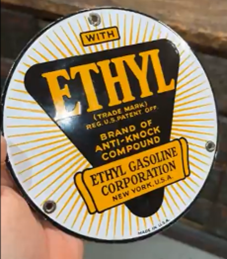 WITH
ETHYL
(TRADE MARK)
REG. U.S. PATENT OFF.
BRAND OF
ANTI-KNOCK
COMPOUND
ETHYL GASOLINE
CORPORATION
NEW YORK, U.S.A.
MADE IN U.S.A.